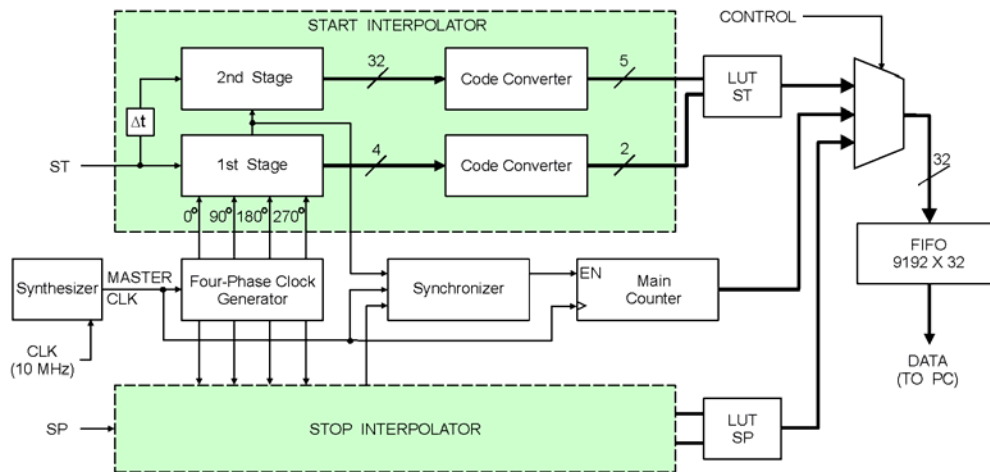 CONTROL
START INTERPOLATOR
2nd Stage
32
Code Converter
5
LUT
ST
Δt
ST
1st Stage
4
Code Converter
2
32
0° 90° 180° 270°
FIFO
9192 X 32
Synthesizer
MASTER
CLK
Four-Phase Clock
Generator
Synchronizer
EN
Main
Counter
CLK
(10 MHz)
DATA
(TO PC)
SP
STOP INTERPOLATOR
LUT
SP